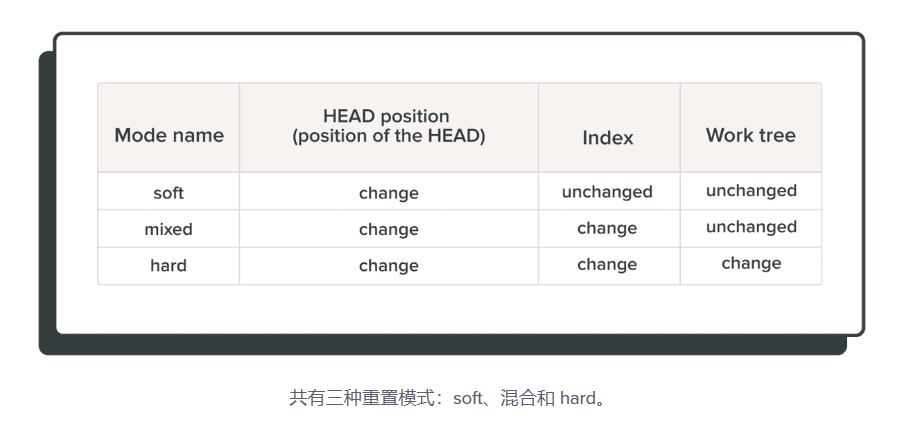 Mode name
HEAD position
(position of the HEAD)
Index
Work tree
soft
change
unchanged
unchanged
mixed
change
change
unchanged
hard
change
change
change
共有三种重置模式：soft、混合和 hard。